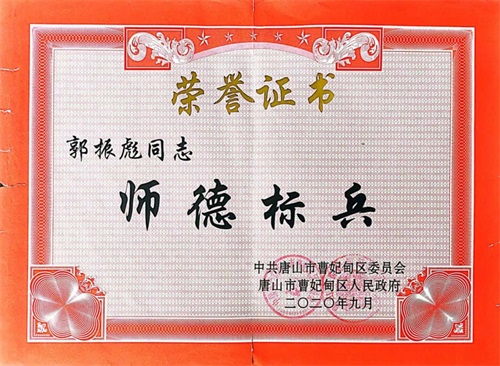 荣誉证书
郭振彪同志
师德标兵
中共唐山市曹妃甸区委员会
唐山市曹妃甸区人民政府
二〇二〇年九月